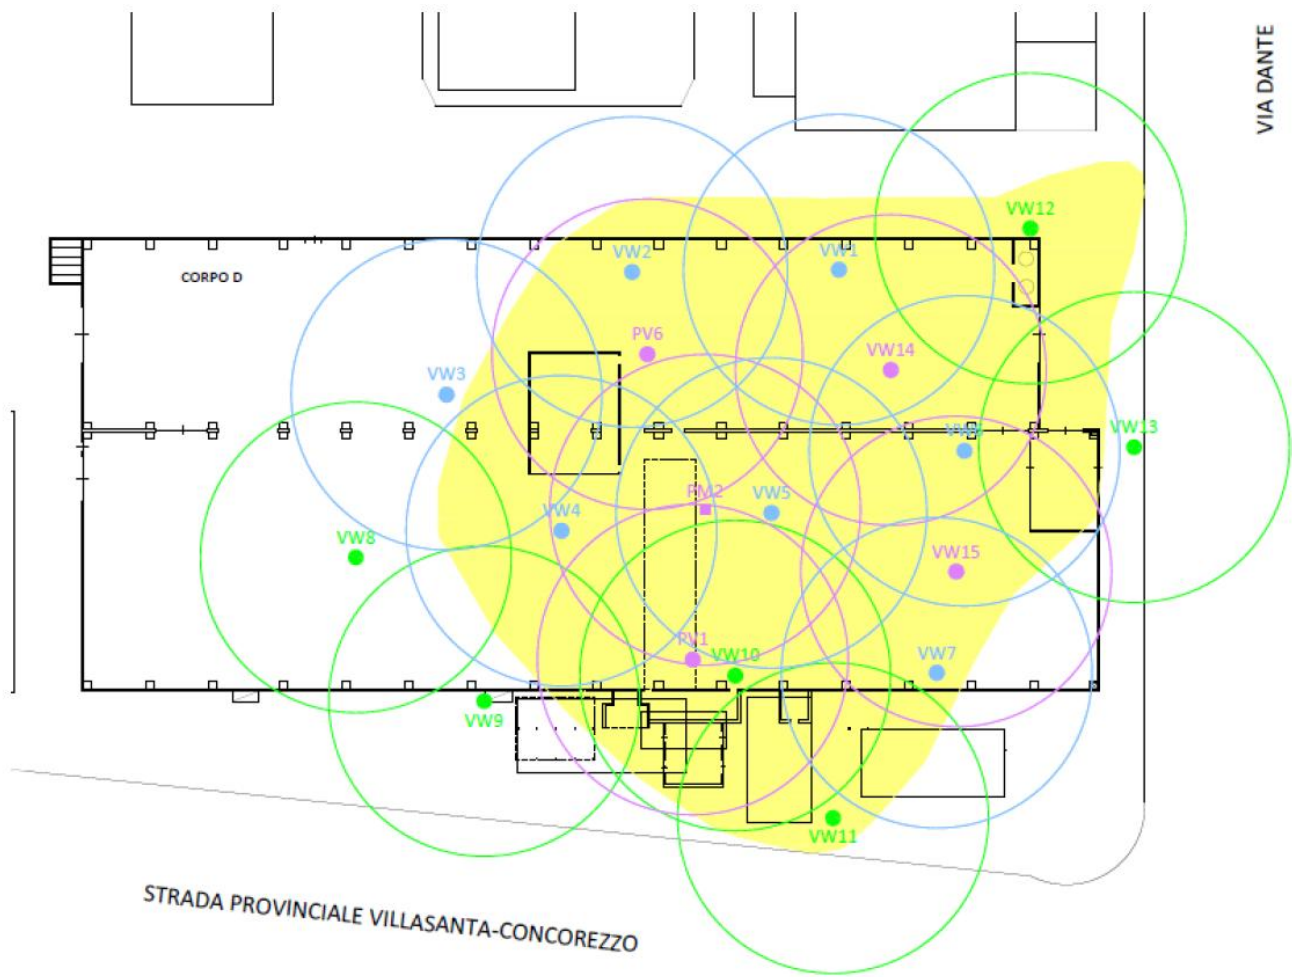 VIA DANTE
VW12
VW2
VW1
CORPO D
PV6
VW14
VW3
VW13
VW6
PM2
VW5
VW4
VW8
VW15
PV1
VW10
VW7
VW9
VW11
STRADA PROVINCIALE VILLASANTA-CONCOREZZO